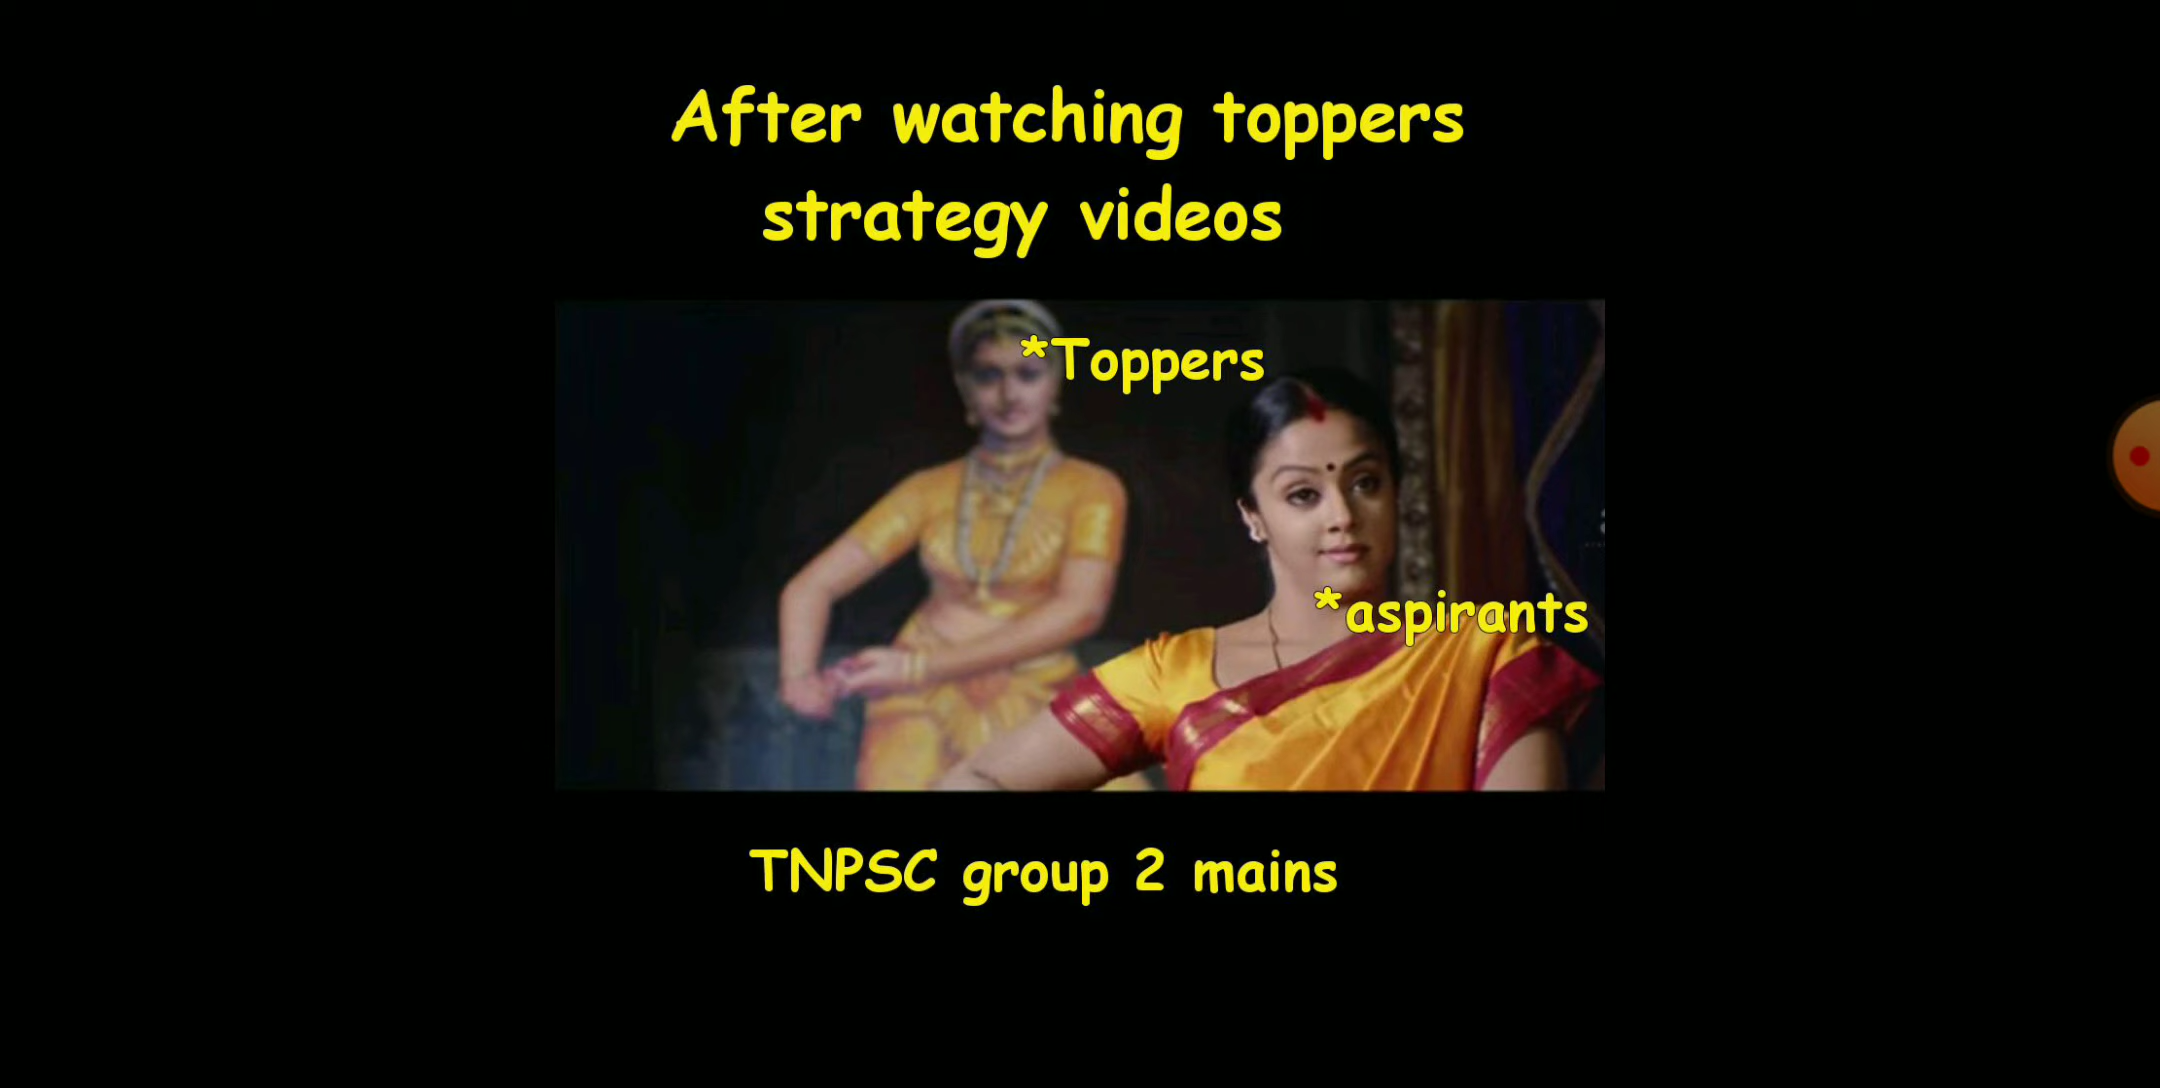 After watching toppers
strategy videos
*Toppers
*aspirants
TNPSC group 2 mains